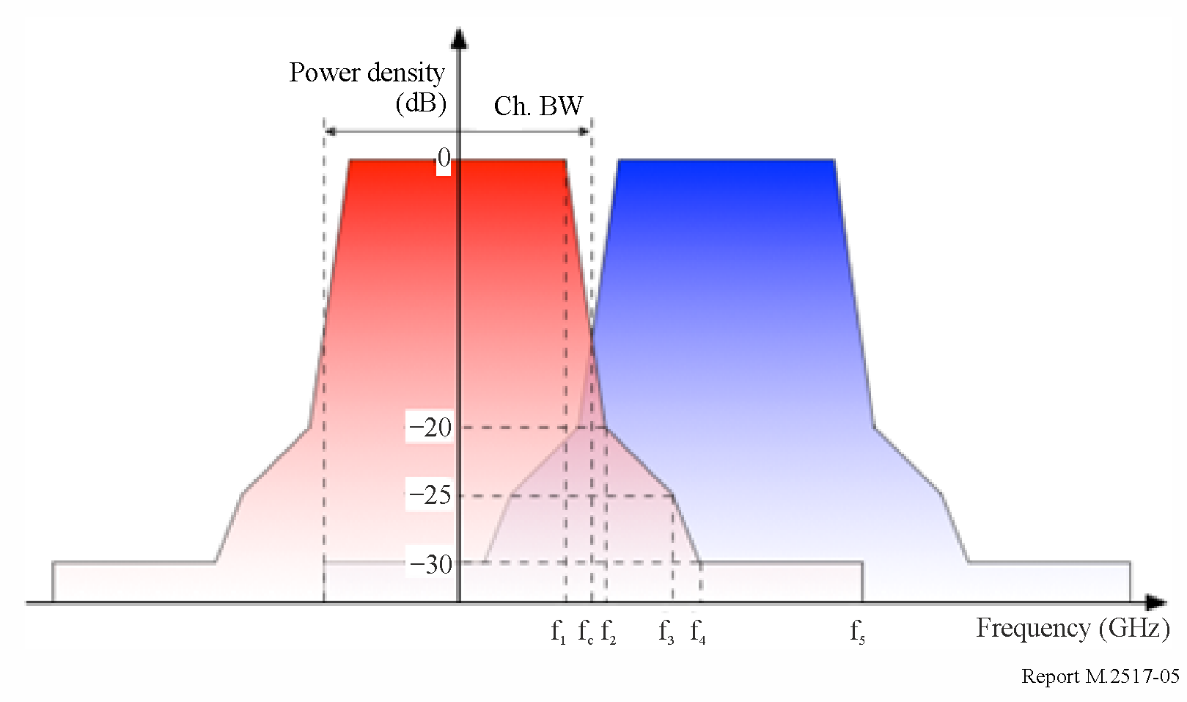 Power density
(dB)
Ch. BW
0
−20
−25
−30
f₁ f꜀ f₂ f₃ f₄ f₅
Frequency (GHz)
Report M.2517-05